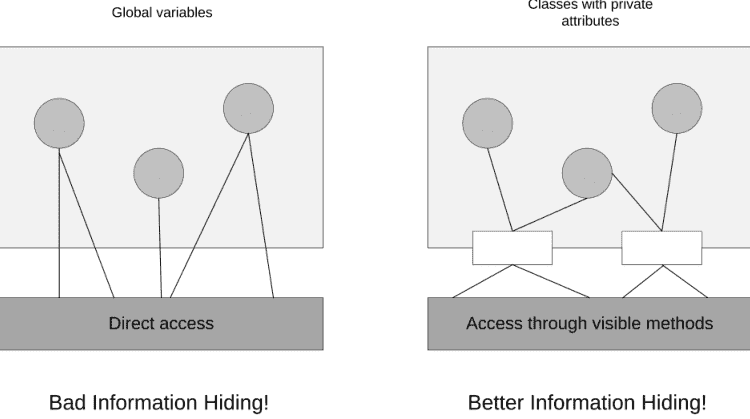 Global variables
Classes with private
attributes
Direct access
Access through visible methods
Bad Information Hiding!
Better Information Hiding!